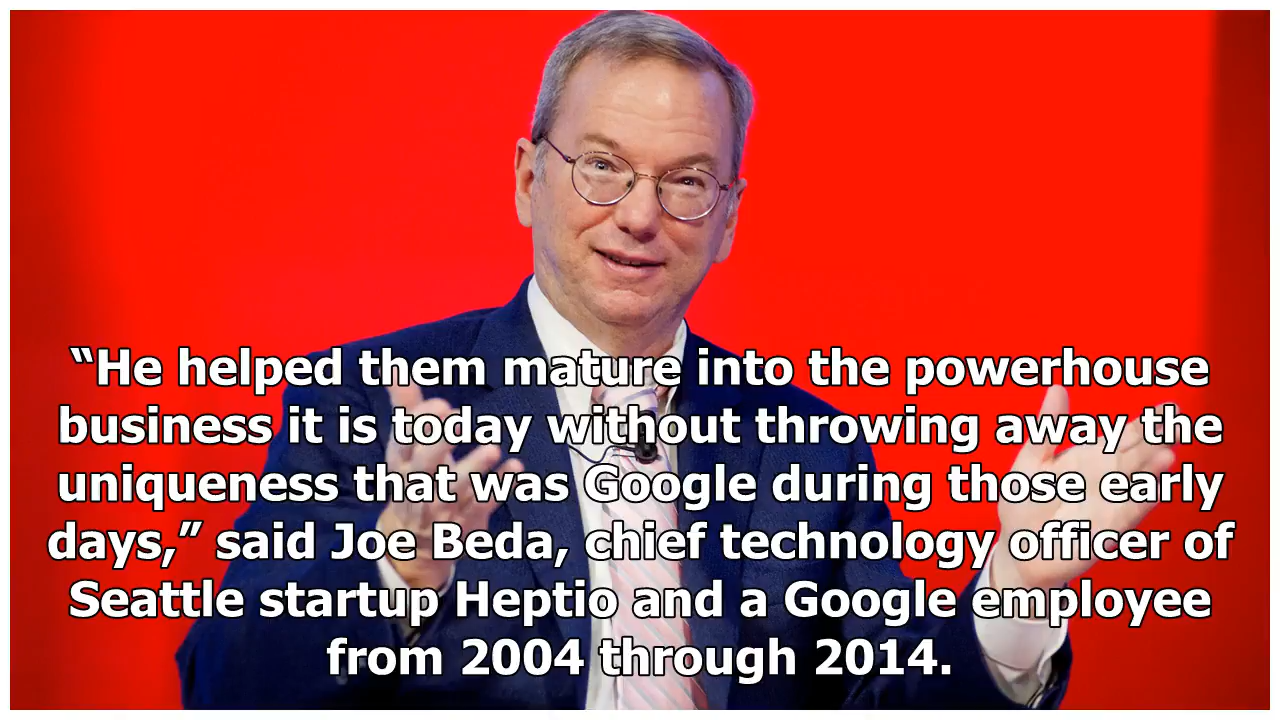 “He helped them mature into the powerhouse
business it is today without throwing away the
uniqueness that was Google during those early
days,” said Joe Beda, chief technology officer of
Seattle startup Heptio and a Google employee
from 2004 through 2014.